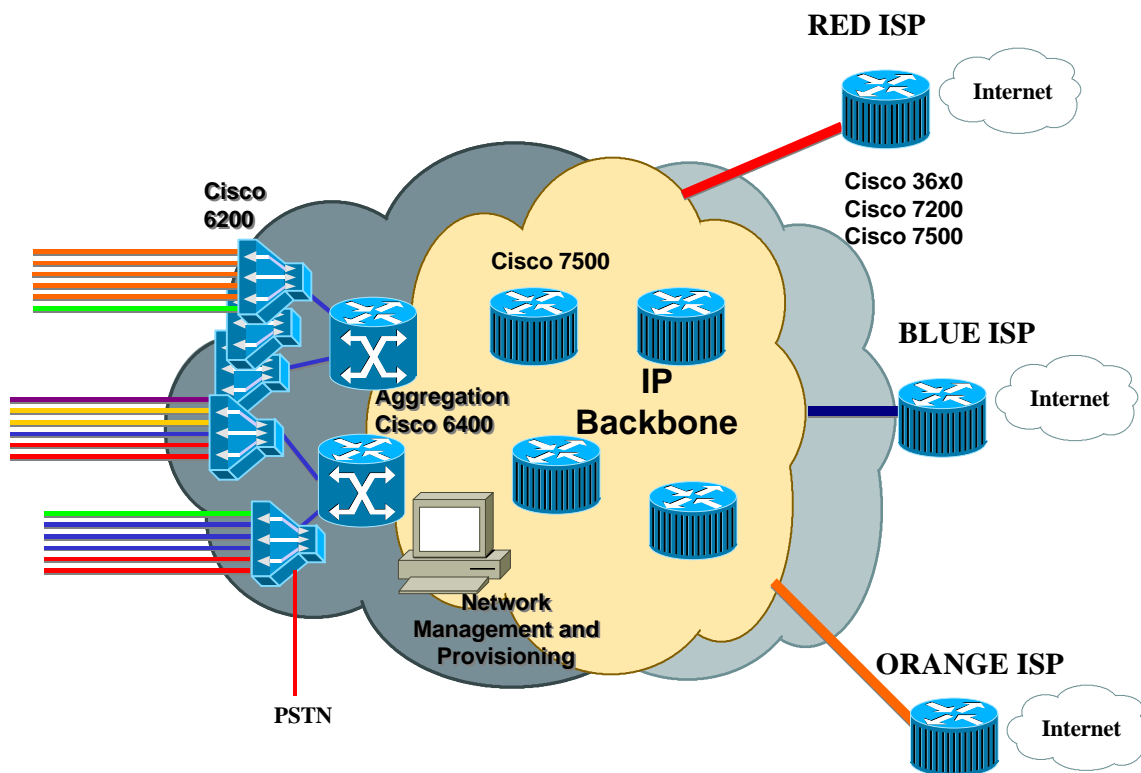 RED ISP
Internet
Cisco 36x0
Cisco 7200
Cisco 7500
Cisco
6200
Cisco 7500
BLUE ISP
Internet
IP
Backbone
Aggregation
Cisco 6400
Network
Management and
Provisioning
ORANGE ISP
Internet
PSTN